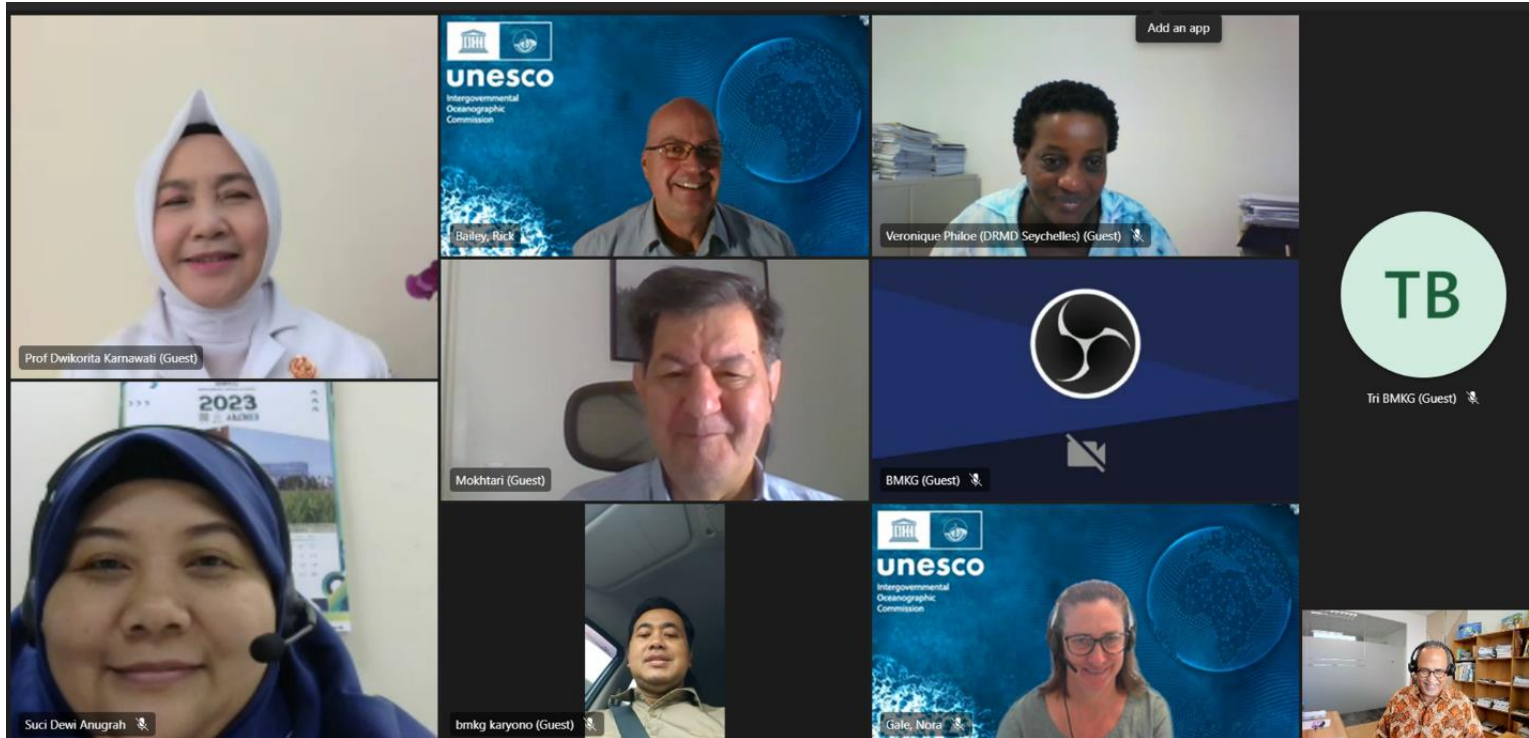 Add an app
unesco
Intergovernmental
Oceanographic
Commission
Bailey, Rick
Veronique Philoe (DRMD Seychelles) (Guest)
Prof Dwikorita Karnawati (Guest)
TB
Tri BMKG (Guest)
2023
Mokhtari (Guest)
BMKG (Guest)
unesco
Intergovernmental
Oceanographic
Commission
Suci Dewi Anugrah
bmkg karyono (Guest)
Gale, Nora